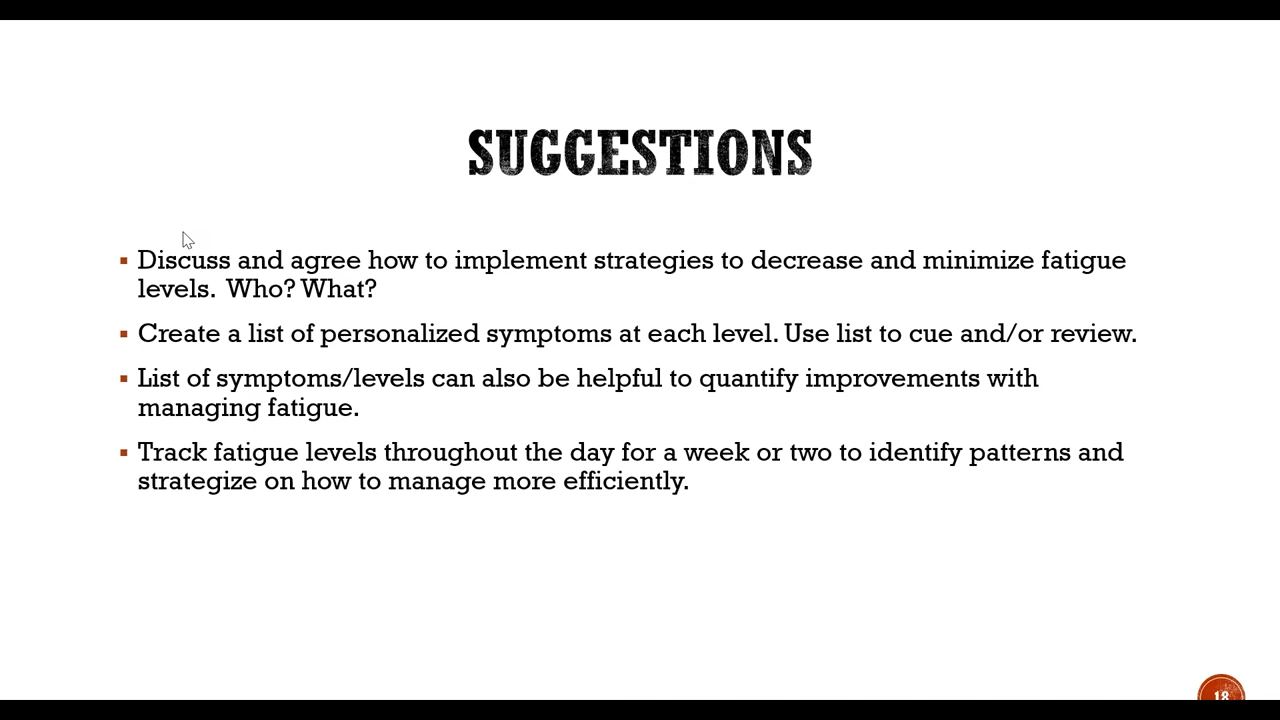 SUGGESTIONS
▪ Discuss and agree how to implement strategies to decrease and minimize fatigue
levels.  Who? What?
▪ Create a list of personalized symptoms at each level. Use list to cue and/or review.
▪ List of symptoms/levels can also be helpful to quantify improvements with
managing fatigue.
▪ Track fatigue levels throughout the day for a week or two to identify patterns and
strategize on how to manage more efficiently.
18